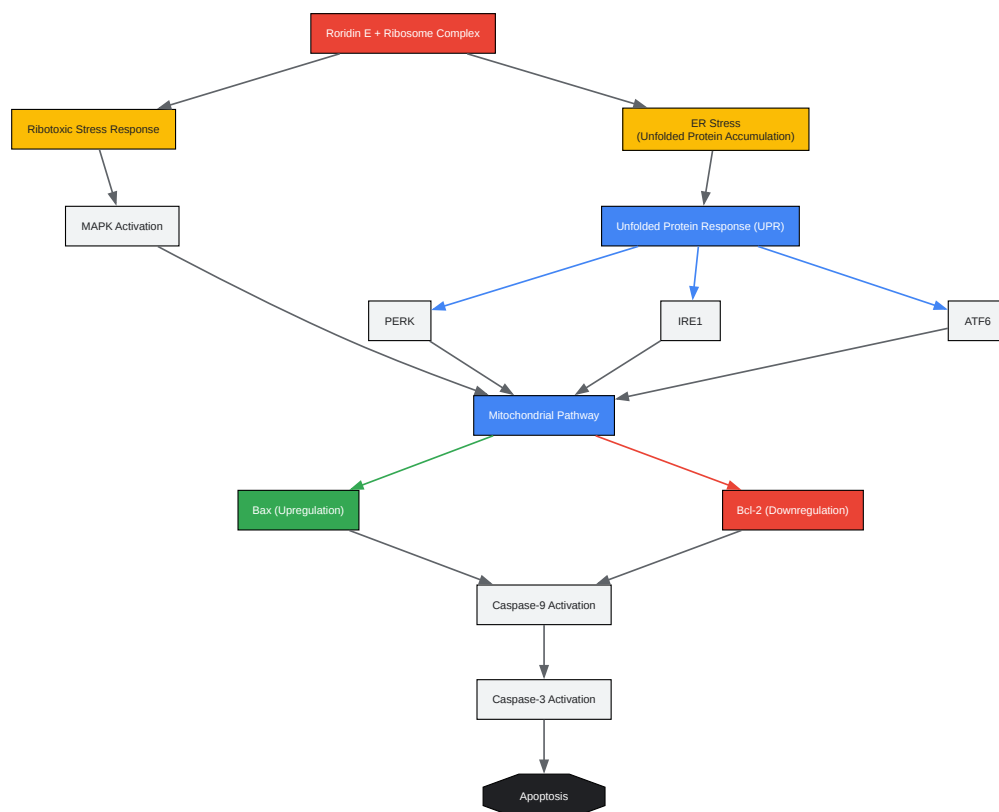 Roridin E + Ribosome Complex
Ribotoxic Stress Response
ER Stress
(Unfolded Protein Accumulation)
MAPK Activation
Unfolded Protein Response (UPR)
PERK
IRE1
ATF6
Mitochondrial Pathway
Bax (Upregulation)
Bcl-2 (Downregulation)
Caspase-9 Activation
Caspase-3 Activation
Apoptosis